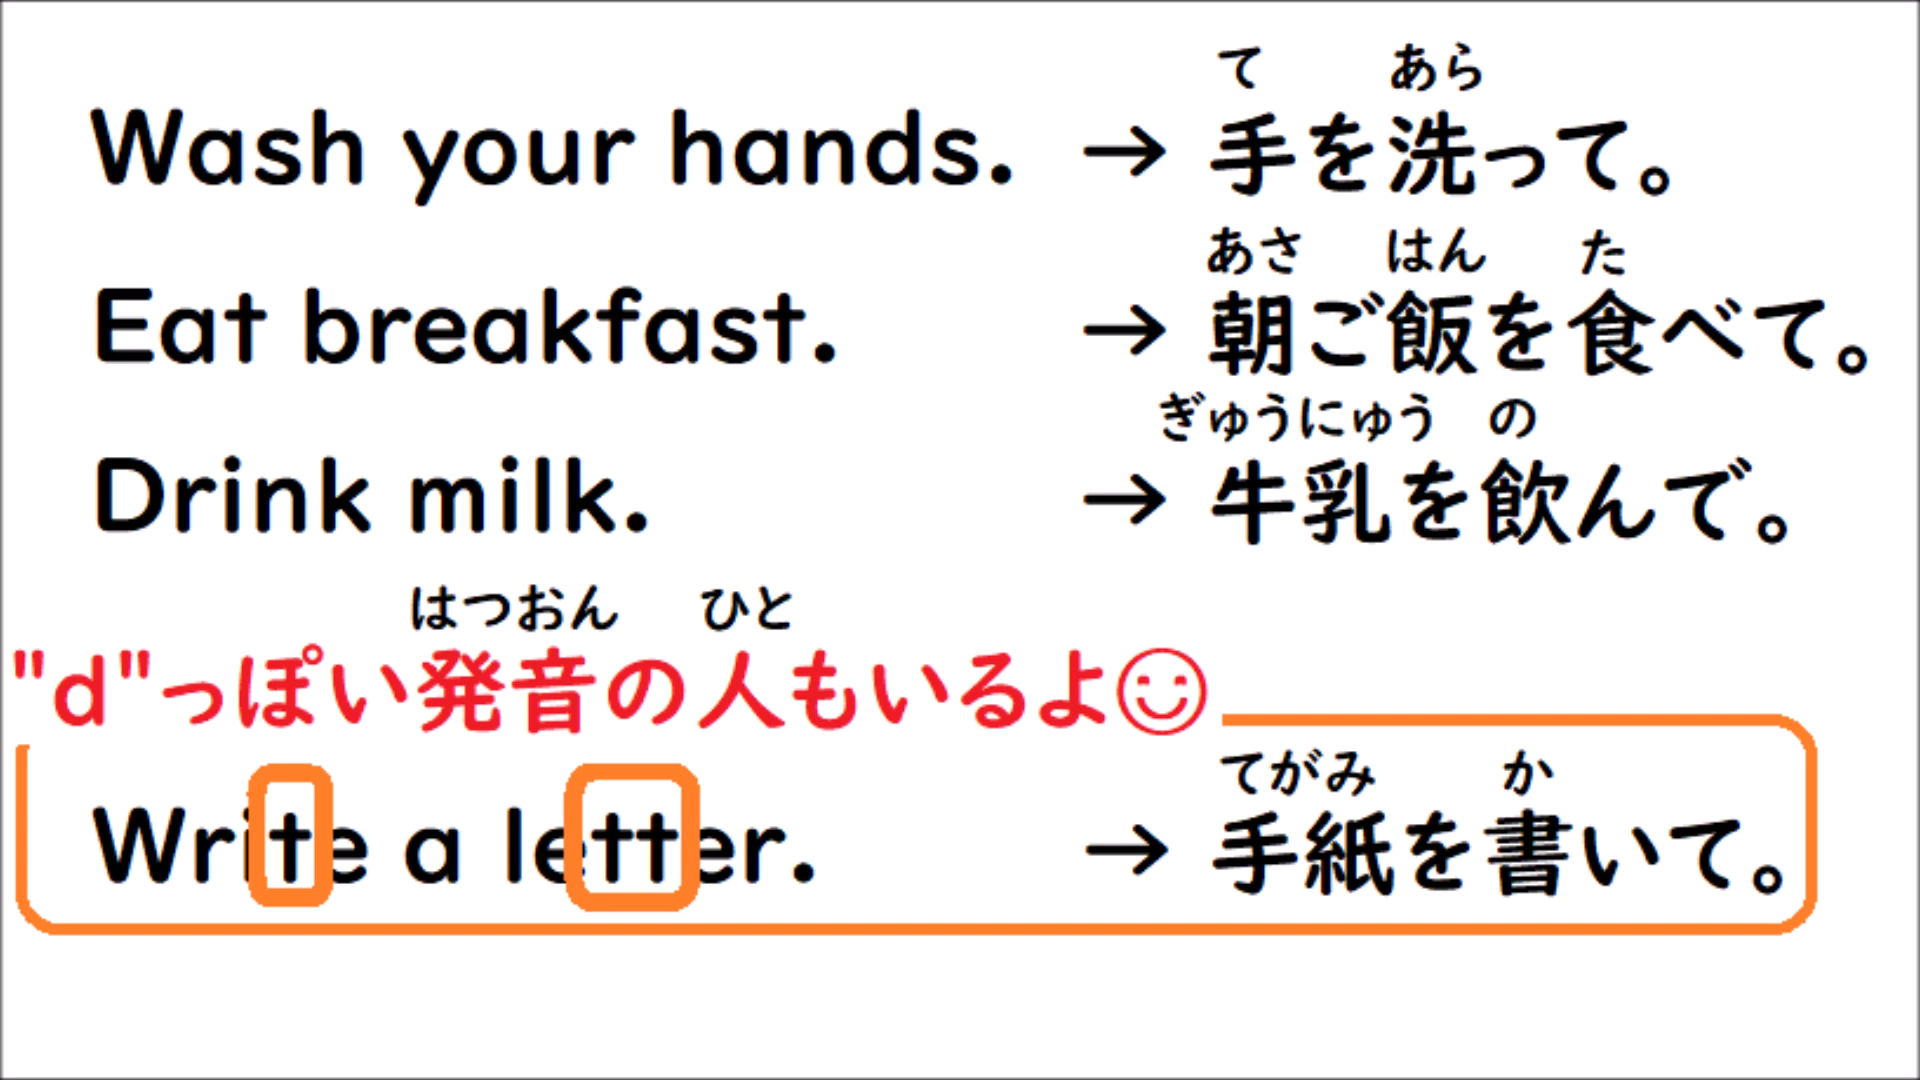 て あら
Wash your hands. → 手を洗って。
あさ はん た
Eat breakfast. → 朝ご飯を食べて。
ぎゅうにゅう の
Drink milk. → 牛乳を飲んで。
はつおん ひと
"d"っぽい発音の人もいるよ☺
てがみ か
Write a letter. → 手紙を書いて。